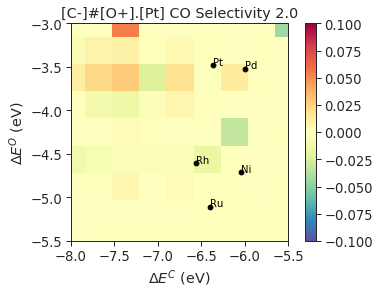 [C-]#[O+].[Pt] CO Selectivity 2.0
−3.0
−3.5
−4.0
−4.5
−5.0
−5.5
ΔE^O (eV)
Pt
Pd
Rh
Ni
Ru
−8.0 −7.5 −7.0 −6.5 −6.0 −5.5
ΔE^C (eV)
0.100
0.075
0.050
0.025
0.000
−0.025
−0.050
−0.075
−0.100